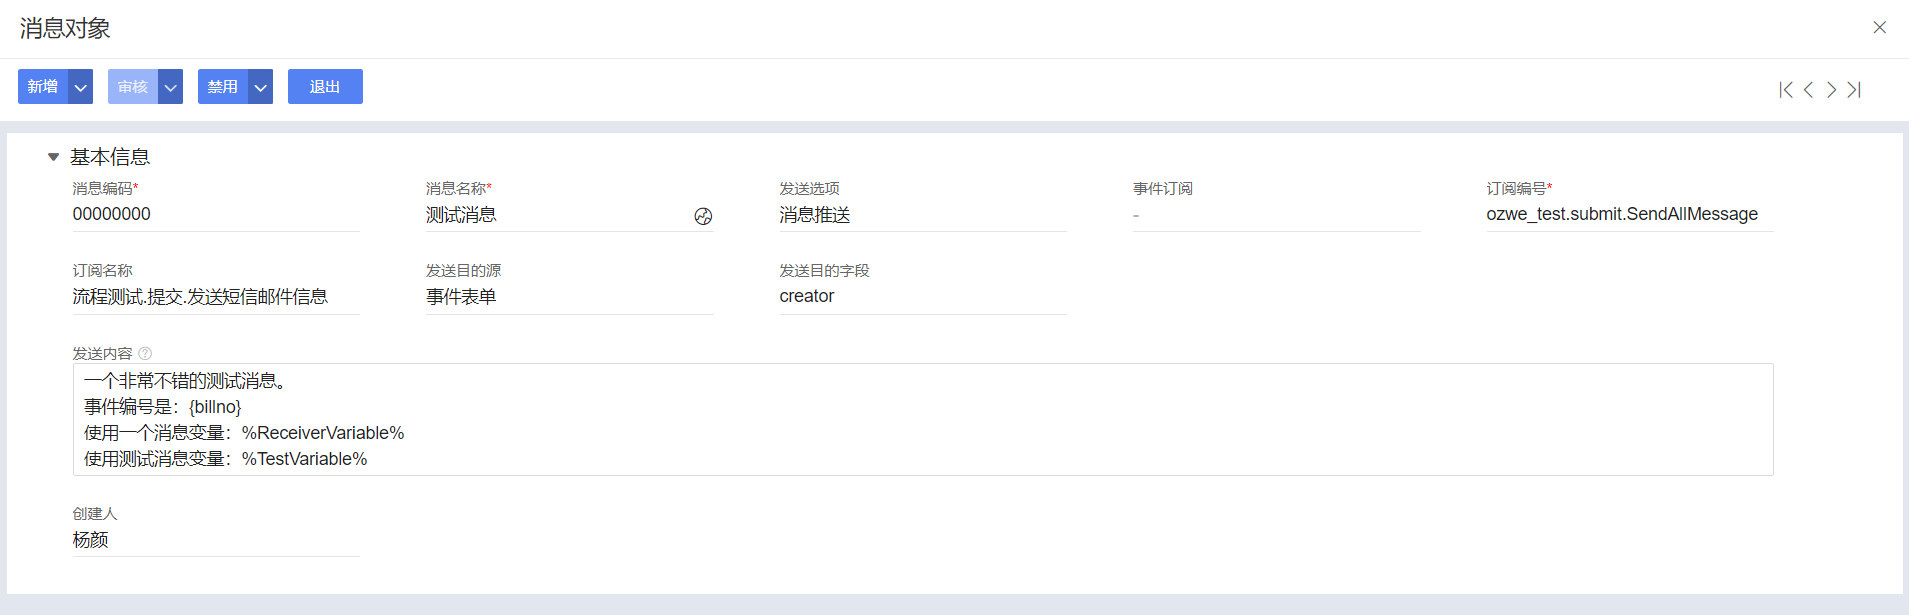 消息对象
新增
审核
禁用
退出
基本信息
消息编码*
00000000
消息名称*
测试消息
发送选项
消息推送
事件订阅
-
订阅编号*
ozwe_test.submit.SendAllMessage
订阅名称
流程测试.提交.发送短信邮件信息
发送目的源
事件表单
发送目的字段
creator
发送内容
一个非常不错的测试消息。
事件编号是：{billno}
使用一个消息变量：%ReceiverVariable%
使用测试消息变量：%TestVariable%
创建人
杨颜